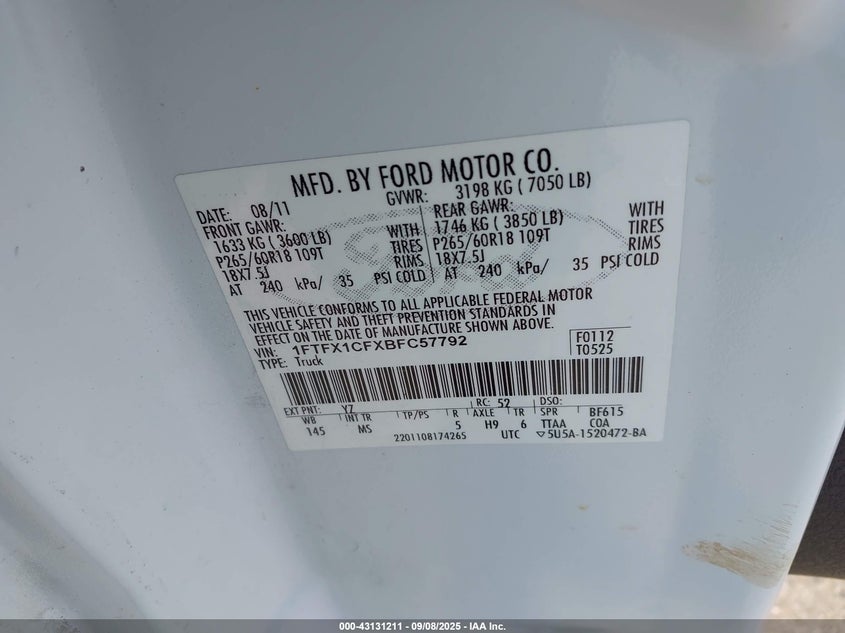 MFD. BY FORD MOTOR CO.
DATE: 08/11 GVWR: 3198 KG ( 7050 LB)
FRONT GAWR: REAR GAWR:
1633 KG ( 3600 LB) WITH 1746 KG ( 3850 LB) WITH
P265/60R18 109T TIRES P265/60R18 109T TIRES
18X7.5J RIMS 18X7.5J RIMS
AT 240 kPa/ 35 PSI COLD AT 240 kPa/ 35 PSI COLD
THIS VEHICLE CONFORMS TO ALL APPLICABLE FEDERAL MOTOR
VEHICLE SAFETY AND THEFT PREVENTION STANDARDS IN
EFFECT ON THE DATE OF MANUFACTURE SHOWN ABOVE.
VIN: 1FTFX1CFXBFC57792 F0112
TYPE: Truck T0525
EXT PNT: YZ RC: 52 DSO:
WB INT TR TP/PS R AXLE TR SPR BF615
145 MS 5 H9 6 TTAA COA
2201108174265 UTC ▽5U5A-1520472-BA
000-43131211 - 09/08/2025 - IAA Inc.